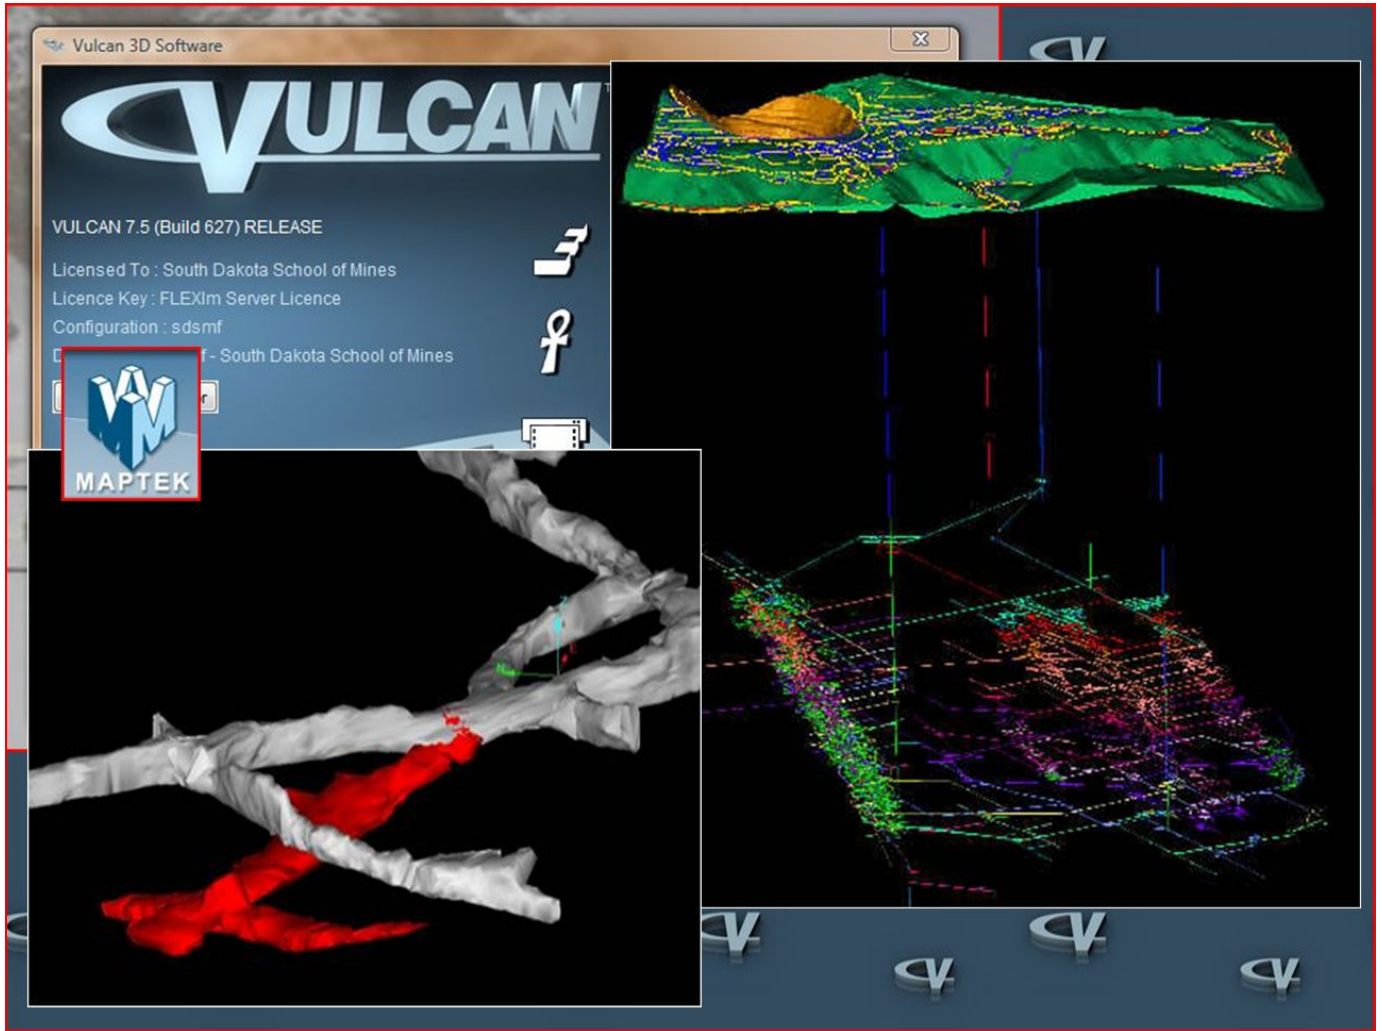 Vulcan 3D Software
VULCAN
VULCAN 7.5 (Build 627) RELEASE
Licensed To : South Dakota School of Mines
Licence Key : FLEXlm Server Licence
Configuration : sdsmf
- South Dakota School of Mines
MAPTEK